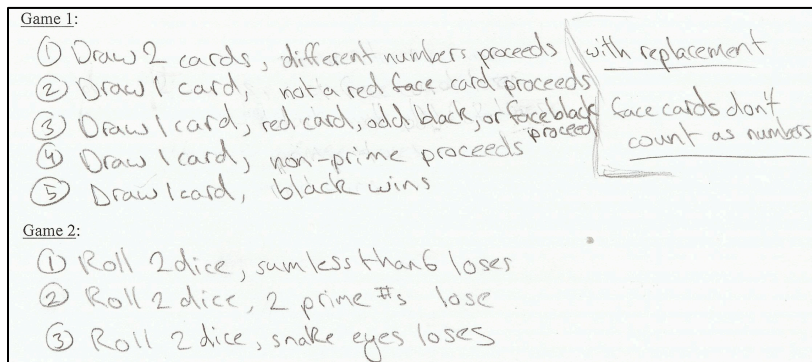 Game 1:
① Draw 2 cards, different numbers proceeds
with replacement
② Draw 1 card, not a red face card proceeds
③ Draw 1 card, red card, odd black, or face black proceed
face cards don't count as numbers
④ Draw 1 card, non-prime proceeds
⑤ Draw 1 card, black wins
Game 2:
① Roll 2 dice, sum less than 6 loses
② Roll 2 dice, 2 prime #s lose
③ Roll 2 dice, snake eyes loses